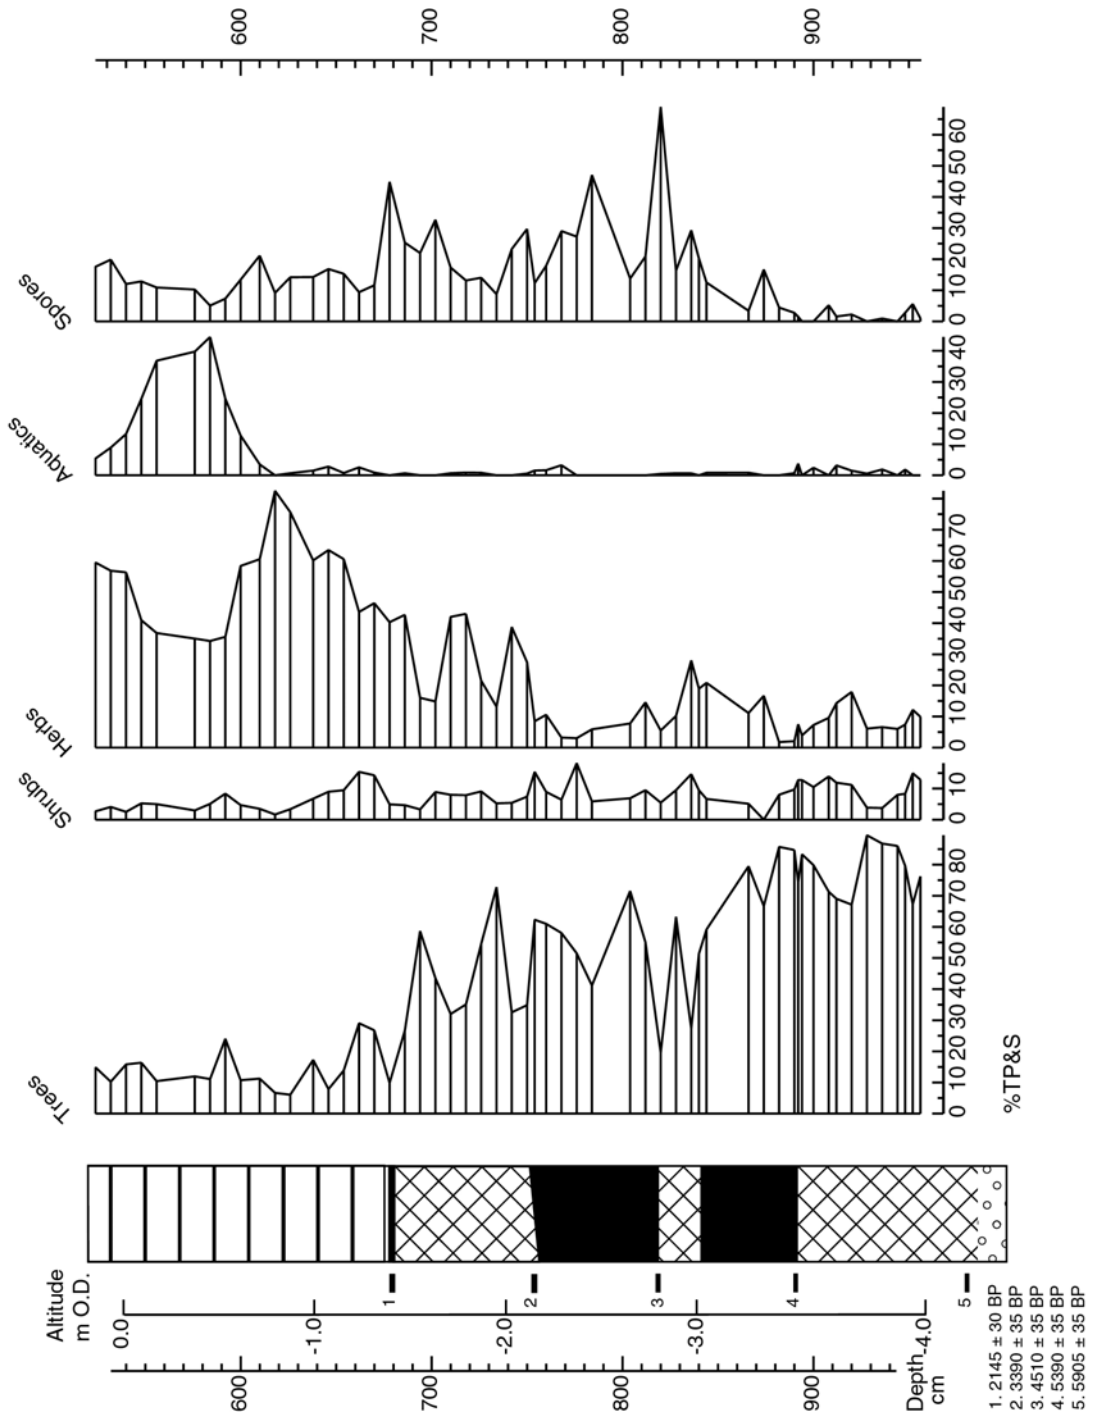 600 700 800 900
Spores
0 10 20 30 40 50 60
Aquatics
0 10 20 30 40
Herbs
0 10 20 30 40 50 60 70
Shrubs
0 10
Trees
0 10 20 30 40 50 60 70 80
%TP&S
1 2 3 4 5
Altitude
m O.D.
0.0 -1.0 -2.0 -3.0 -4.0
600 700 800 900
Depth
cm
1. 2145 ± 30 BP
2. 3390 ± 35 BP
3. 4510 ± 35 BP
4. 5390 ± 35 BP
5. 5905 ± 35 BP